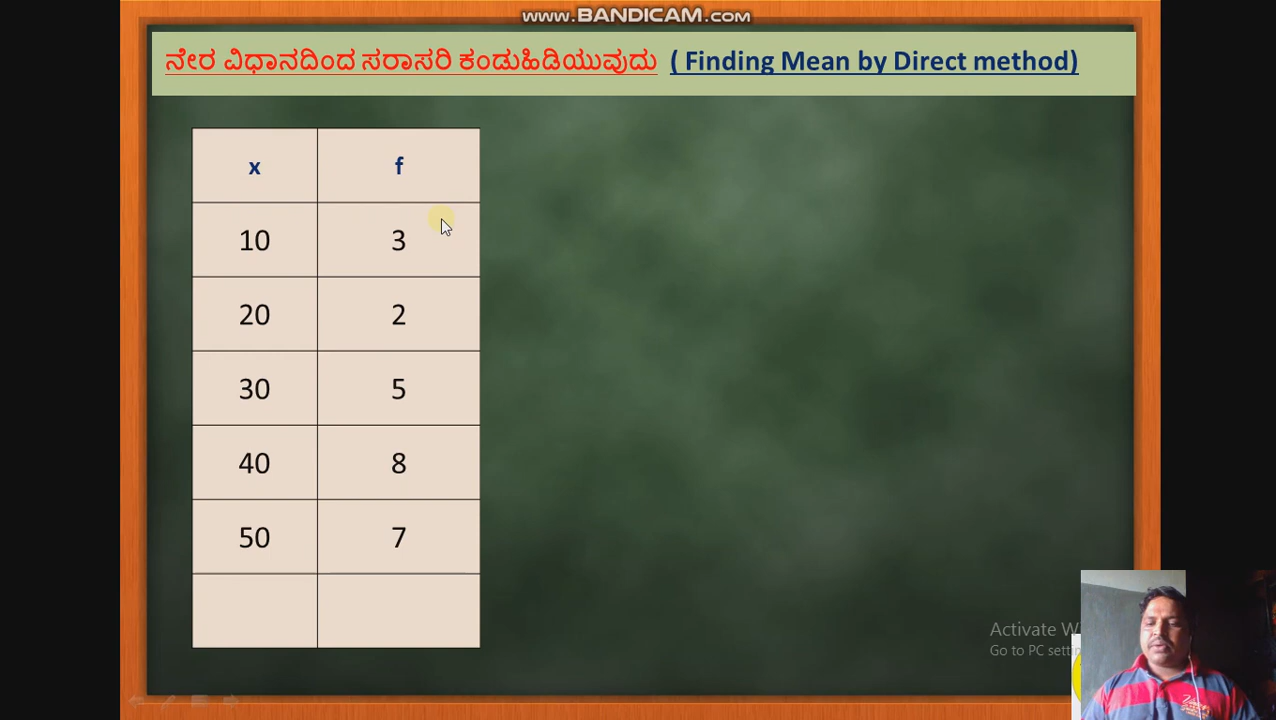 www.BANDICAM.com
ನೇರ ವಿಧಾನದಿಂದ ಸರಾಸರಿ ಕಂಡುಹಿಡಿಯುವುದು ( Finding Mean by Direct method)
x f
10 3
20 2
30 5
40 8
50 7
Activate W
Go to PC settin